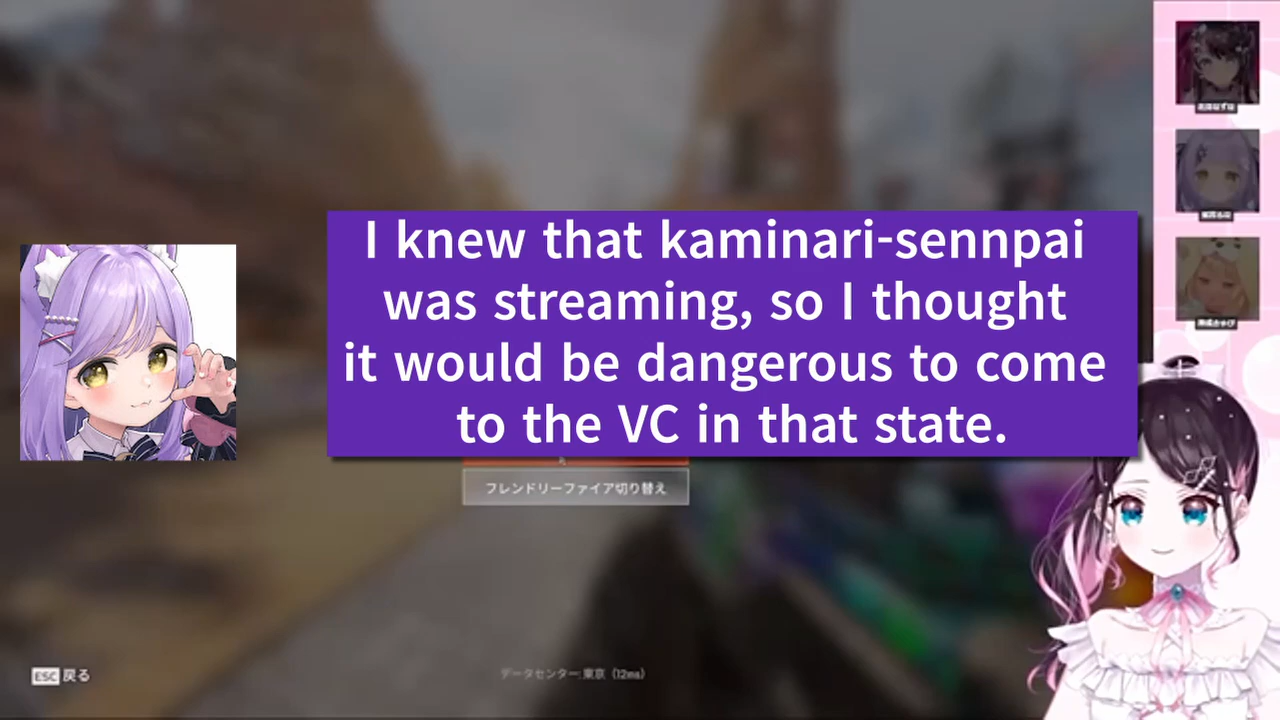 I knew that kaminari-sennpai
was streaming, so I thought
it would be dangerous to come
to the VC in that state.
フレンドリーファイア切り替え
ESC 戻る
データセンター:東京 (12ms)